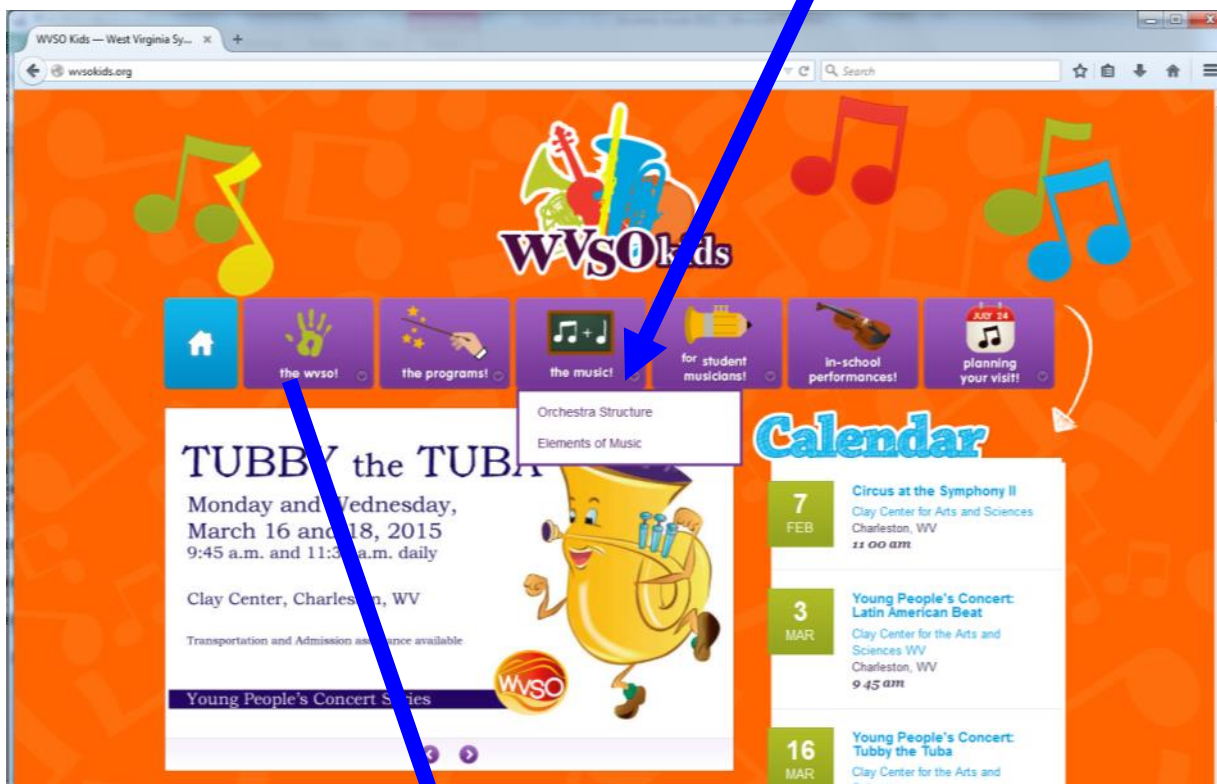 WVSO Kids — West Virginia Sy...
wvsokids.org
Search
WVSOkids
the wvso!
the programs!
the music!
for student musicians!
in-school performances!
JULY 24
planning your visit!
Orchestra Structure
Elements of Music
TUBBY the TUBA
Monday and Wednesday,
March 16 and 18, 2015
9:45 a.m. and 11:30 a.m. daily
Clay Center, Charleston, WV
Transportation and Admission assistance available
Young People's Concert Series
WVSO
Calendar
7
FEB
Circus at the Symphony II
Clay Center for Arts and Sciences
Charleston, WV
11 00 am
3
MAR
Young People's Concert:
Latin American Beat
Clay Center for the Arts and
Sciences WV
Charleston, WV
9 45 am
16
MAR
Young People's Concert:
Tubby the Tuba
Clay Center for the Arts and